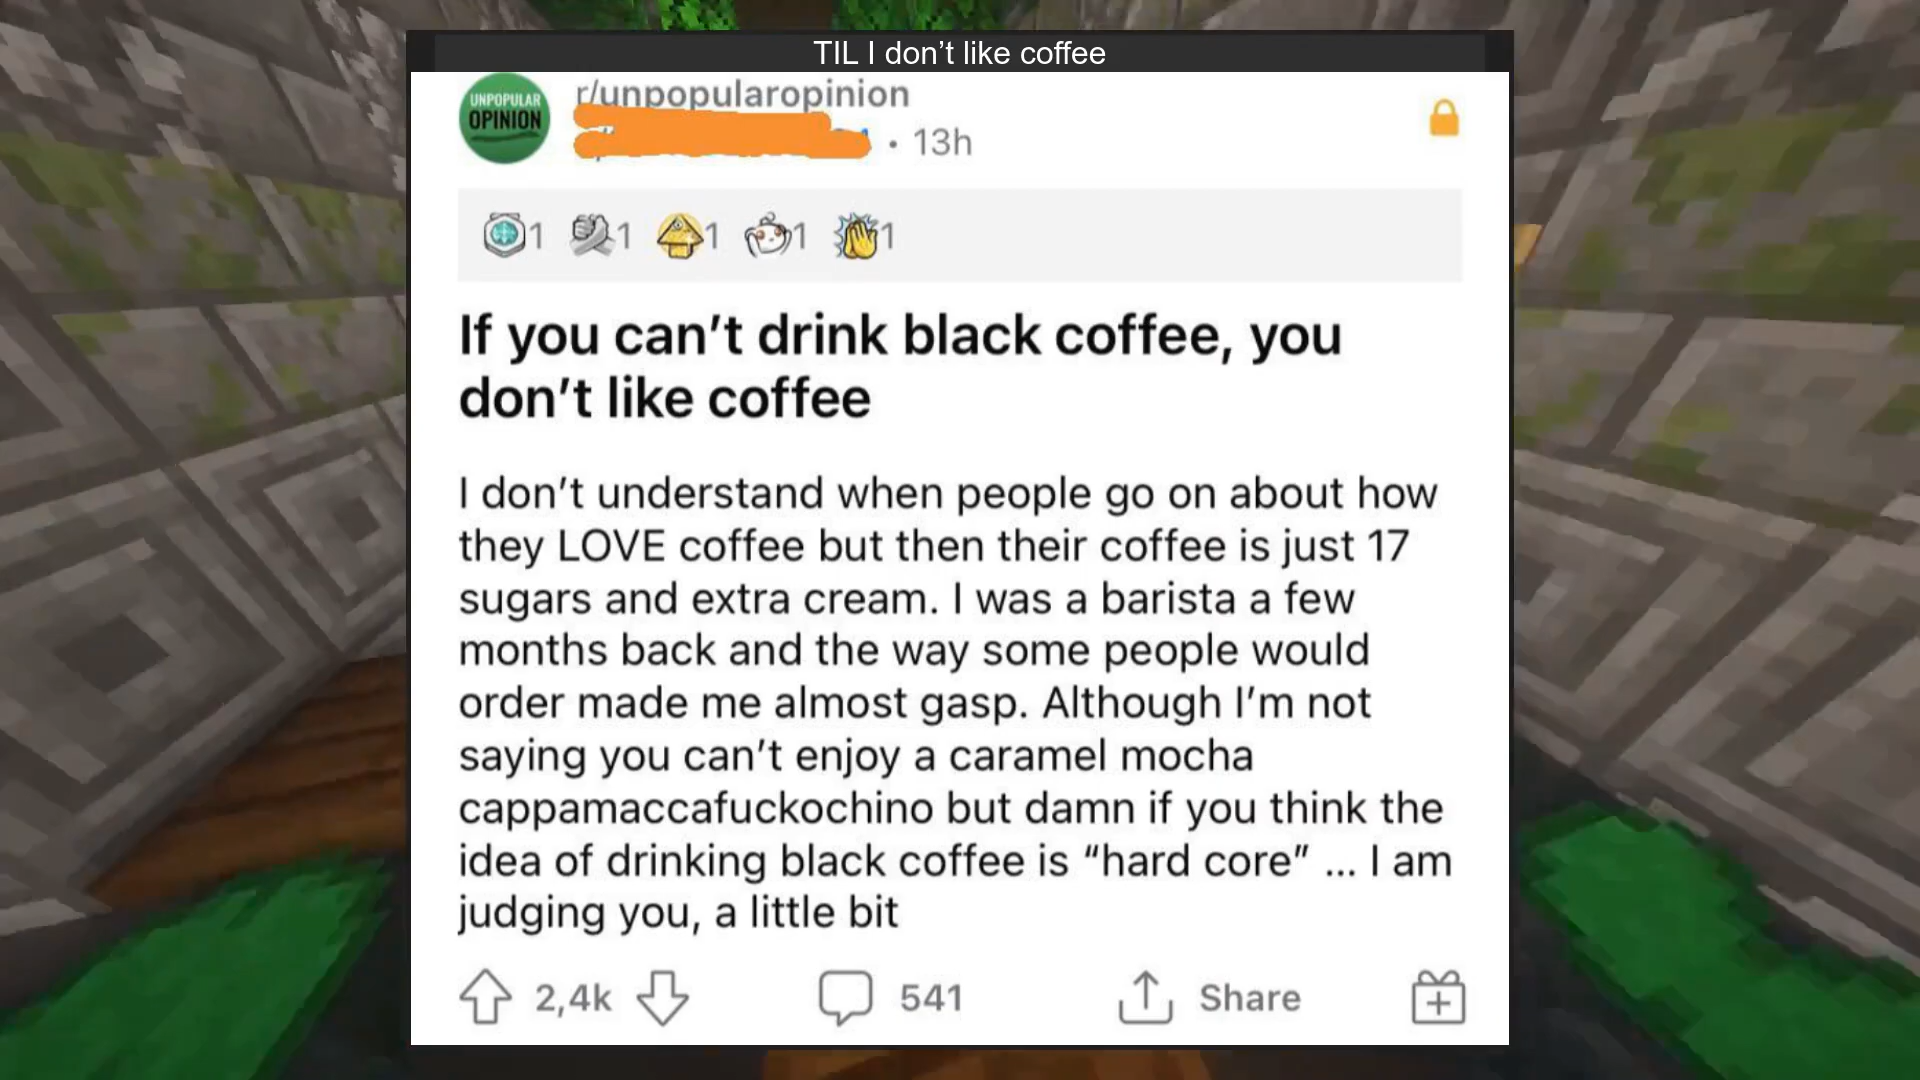 TIL I don’t like coffee
UNPOPULAR
OPINION
r/unpopularopinion
• 13h
1 1 1 1 1
If you can’t drink black coffee, you
don’t like coffee
I don’t understand when people go on about how
they LOVE coffee but then their coffee is just 17
sugars and extra cream. I was a barista a few
months back and the way some people would
order made me almost gasp. Although I’m not
saying you can’t enjoy a caramel mocha
cappamaccafuckochino but damn if you think the
idea of drinking black coffee is “hard core” ... I am
judging you, a little bit
2,4k 541 Share